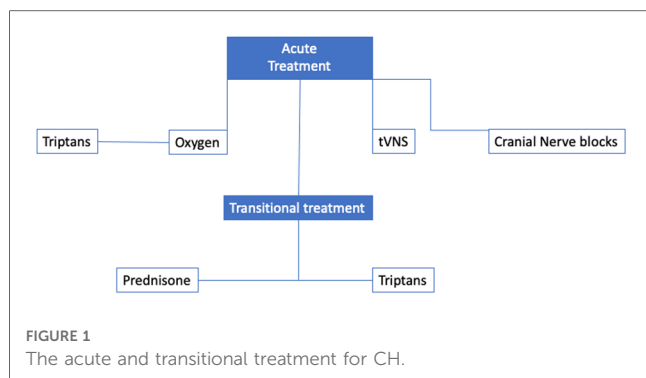 Acute
Treatment
Triptans
Oxygen
tVNS
Cranial Nerve blocks
Transitional treatment
Prednisone
Triptans
FIGURE 1
The acute and transitional treatment for CH.